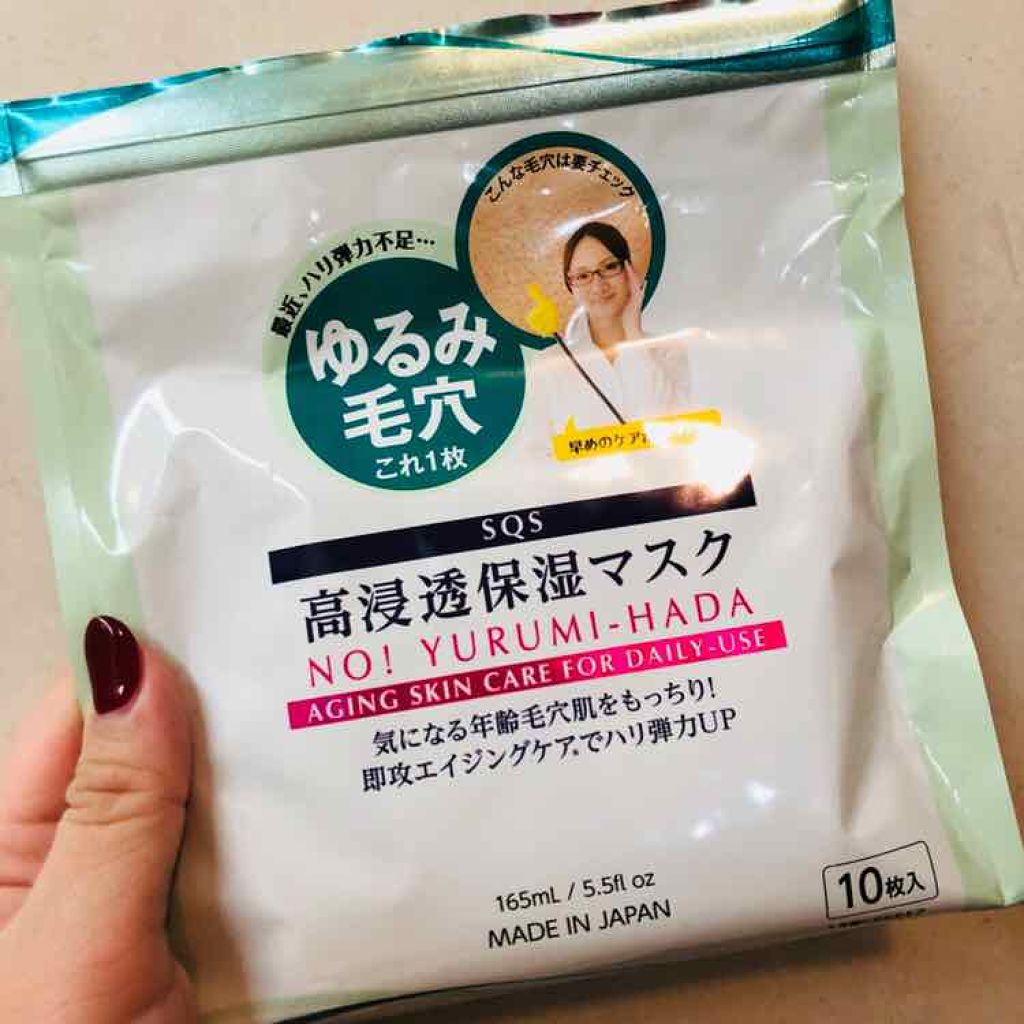 こんな毛穴は要チェック
最近、ハリ弾力不足…
ゆるみ
毛穴
これ1枚
早めのケア
SQS
高浸透保湿マスク
NO! YURUMI-HADA
AGING SKIN CARE FOR DAILY-USE
気になる年齢毛穴肌をもっちり!
即攻エイジングケア*でハリ弾力UP
165mL / 5.5fl oz
MADE IN JAPAN
10枚入